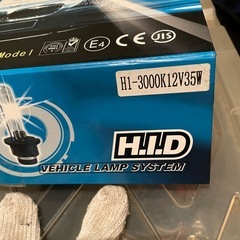 Model
E4
CE
JIS
H1-3000K12V35W
H.I.D
VEHICLE LAMP SYSTEM